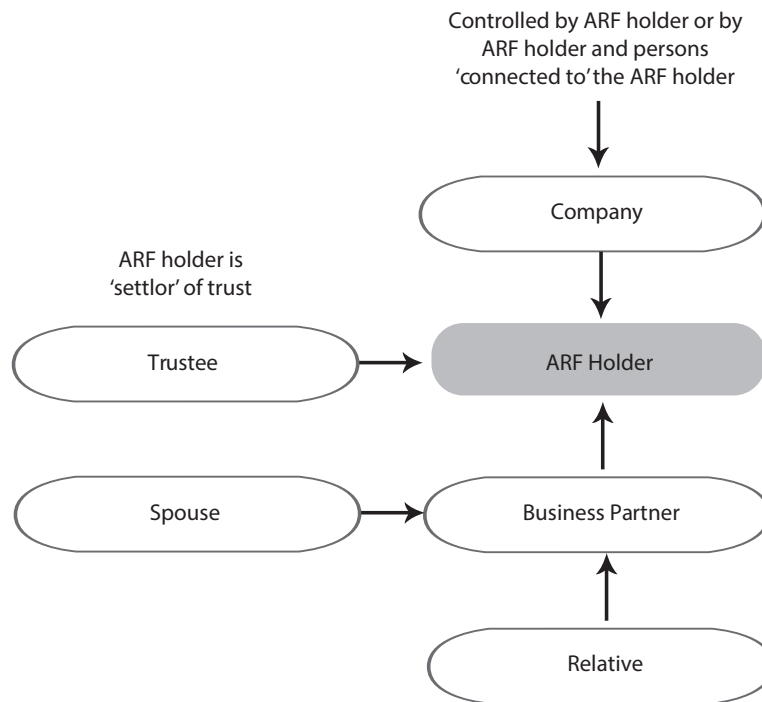 Controlled by ARF holder or by
ARF holder and persons
‘connected to’ the ARF holder
Company
ARF holder is
‘settlor’ of trust
Trustee
ARF Holder
Spouse
Business Partner
Relative